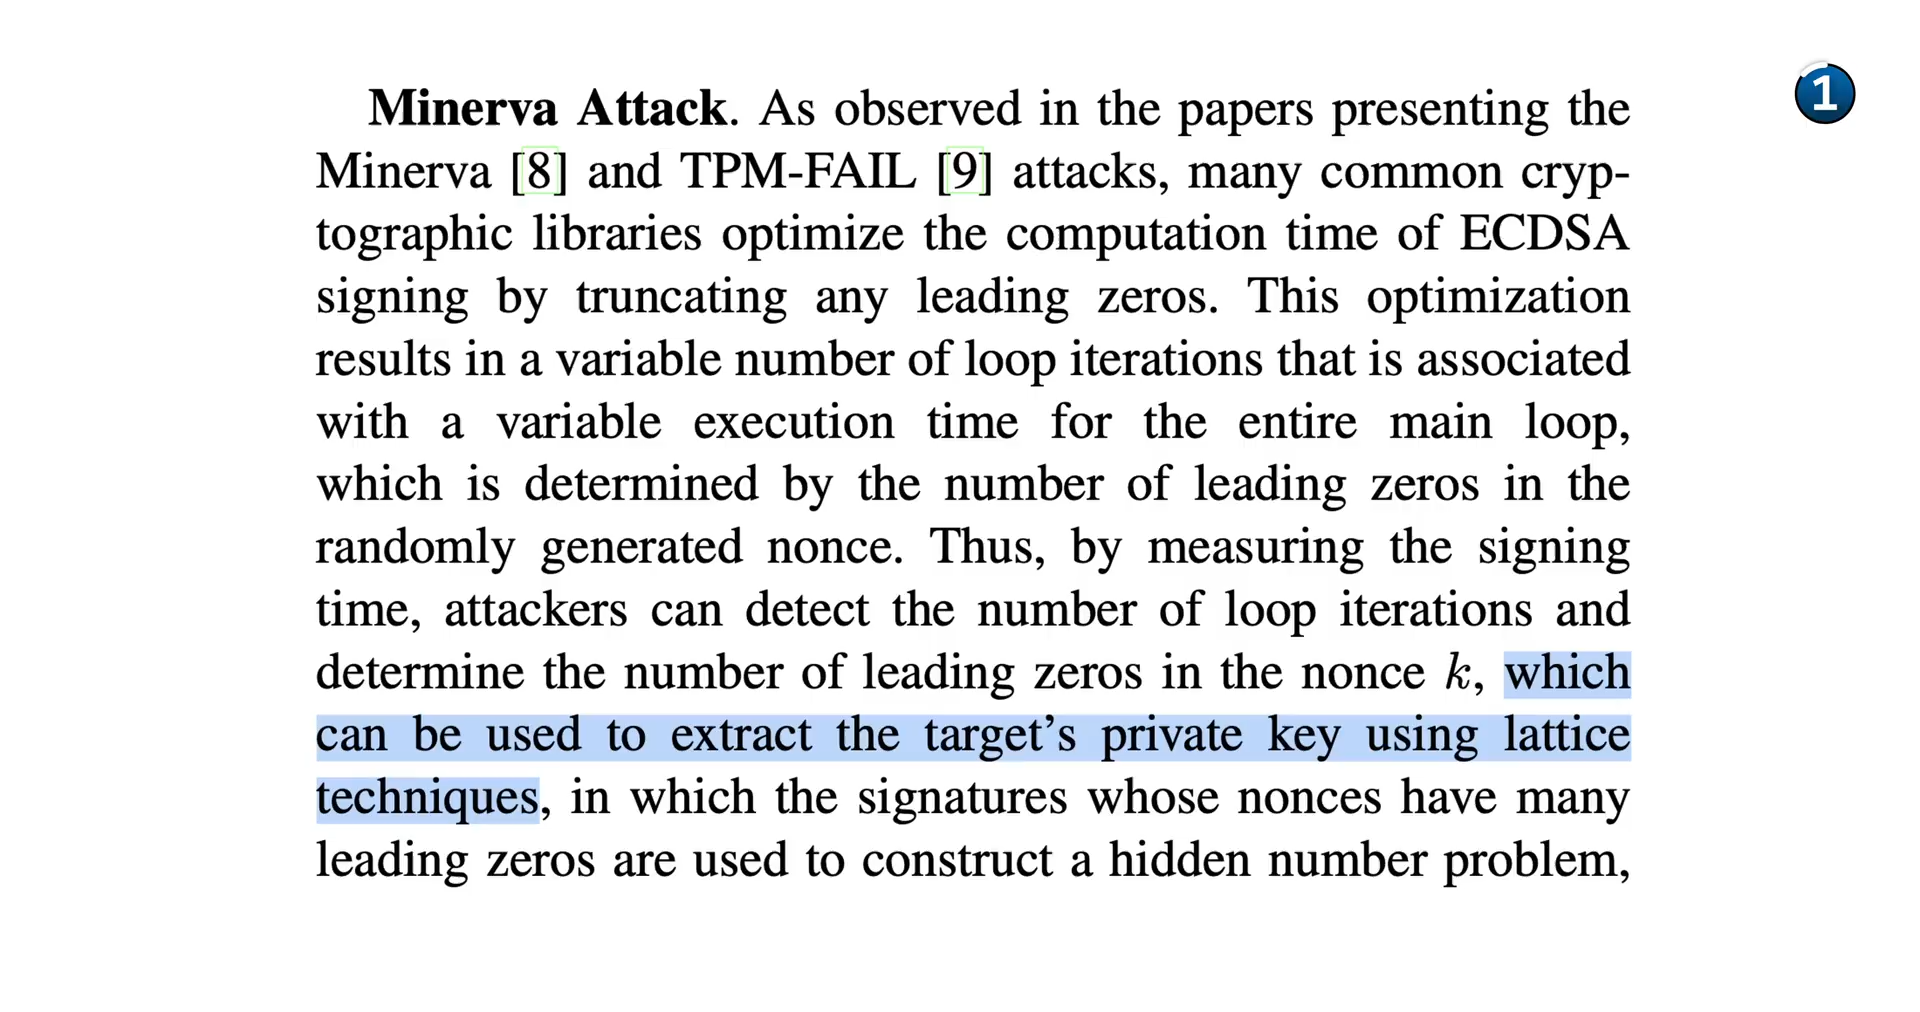 1
Minerva Attack. As observed in the papers presenting the
Minerva [8] and TPM-FAIL [9] attacks, many common cryp-
tographic libraries optimize the computation time of ECDSA
signing by truncating any leading zeros. This optimization
results in a variable number of loop iterations that is associated
with a variable execution time for the entire main loop,
which is determined by the number of leading zeros in the
randomly generated nonce. Thus, by measuring the signing
time, attackers can detect the number of loop iterations and
determine the number of leading zeros in the nonce k, which
can be used to extract the target’s private key using lattice
techniques, in which the signatures whose nonces have many
leading zeros are used to construct a hidden number problem,